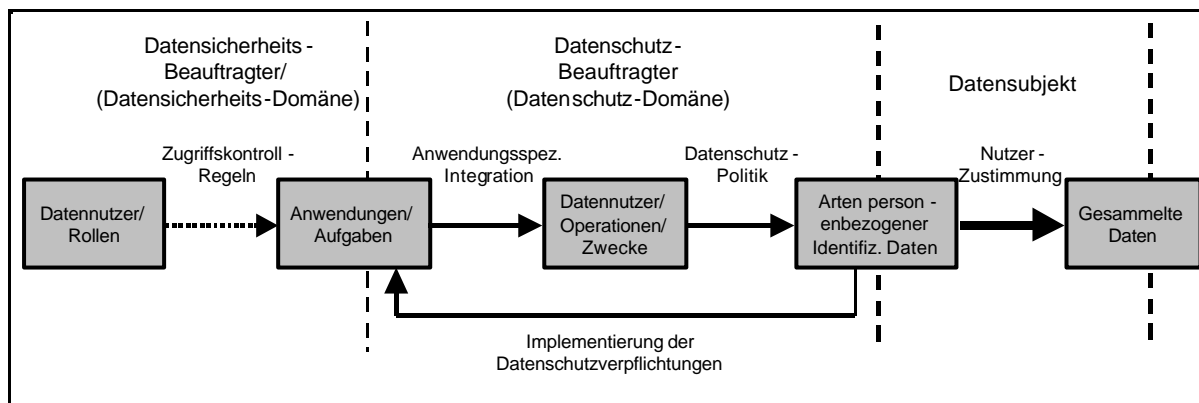 Datensicherheits -
Beauftragter/
(Datensicherheits-Domäne)
Datenschutz-
Beauftragter
(Datenschutz-Domäne)
Datensubjekt
Zugriffskontroll -
Regeln
Anwendungsspez.
Integration
Datenschutz -
Politik
Nutzer -
Zustimmung
Datennutzer/
Rollen
Anwendungen/
Aufgaben
Datennutzer/
Operationen/
Zwecke
Arten person -
enbezogener
Identifiz. Daten
Gesammelte
Daten
Implementierung der
Datenschutzverpflichtungen